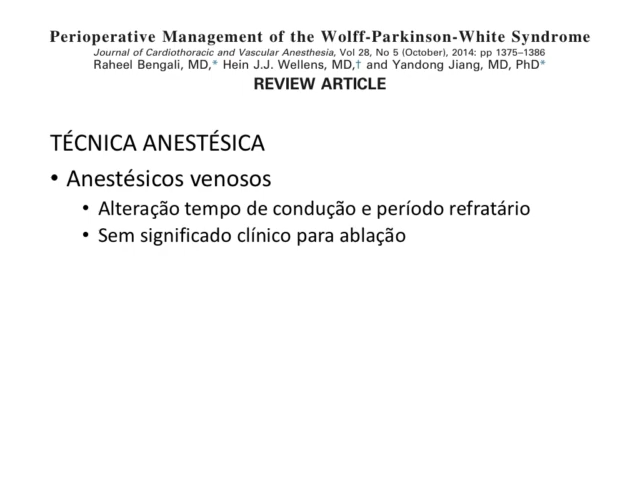 Perioperative Management of the Wolff-Parkinson-White Syndrome
Journal of Cardiothoracic and Vascular Anesthesia, Vol 28, No 5 (October), 2014: pp 1375–1386
Raheel Bengali, MD,* Hein J.J. Wellens, MD,† and Yandong Jiang, MD, PhD*
REVIEW ARTICLE
TÉCNICA ANESTÉSICA
• Anestésicos venosos
• Alteração tempo de condução e período refratário
• Sem significado clínico para ablação